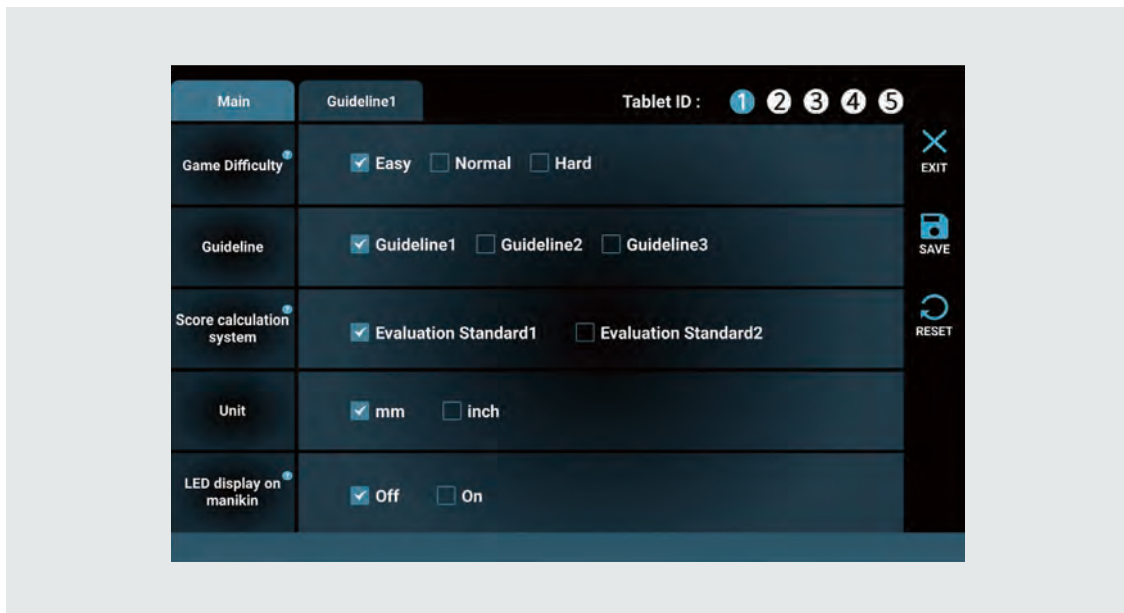 Main Guideline1 Tablet ID : 1 2 3 4 5
Game Difficulty ? Easy Normal Hard
EXIT
Guideline Guideline1 Guideline2 Guideline3
SAVE
Score calculation
system ? Evaluation Standard1 Evaluation Standard2
RESET
Unit mm inch
LED display on
manikin ? Off On